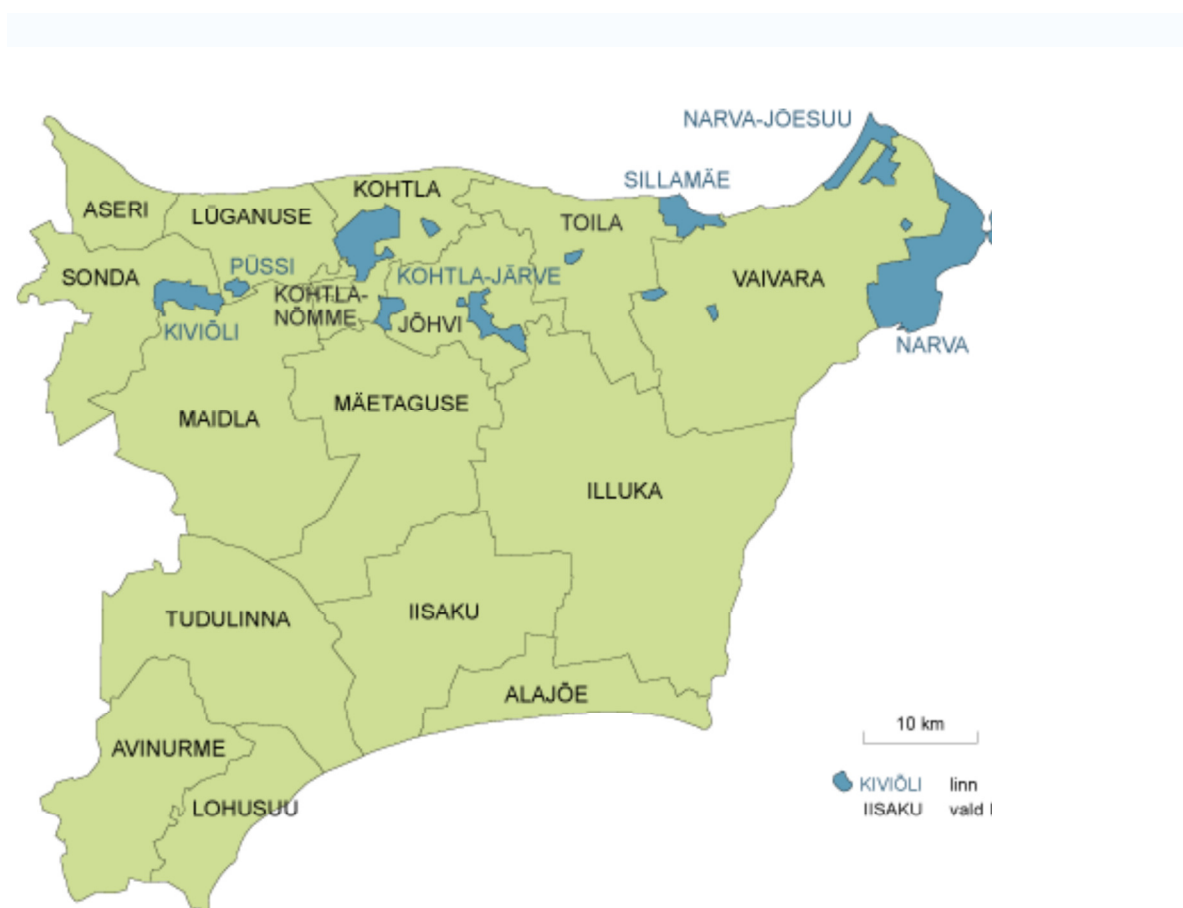 NARVA-JÕESUU
SILLAMÄE
KOHTLA
ASERI
LÜGANUSE
TOILA
SONDA
PÜSSI
KOHTLA-JÄRVE
VAIVARA
KOHTLA-
NÕMME
KIVIÕLI
JÕHVI
NARVA
MAIDLA
MÄETAGUSE
ILLUKA
TUDULINNA
IISAKU
ALAJÕE
AVINURME
LOHUSUU
10 km
KIVIÕLI linn
IISAKU vald